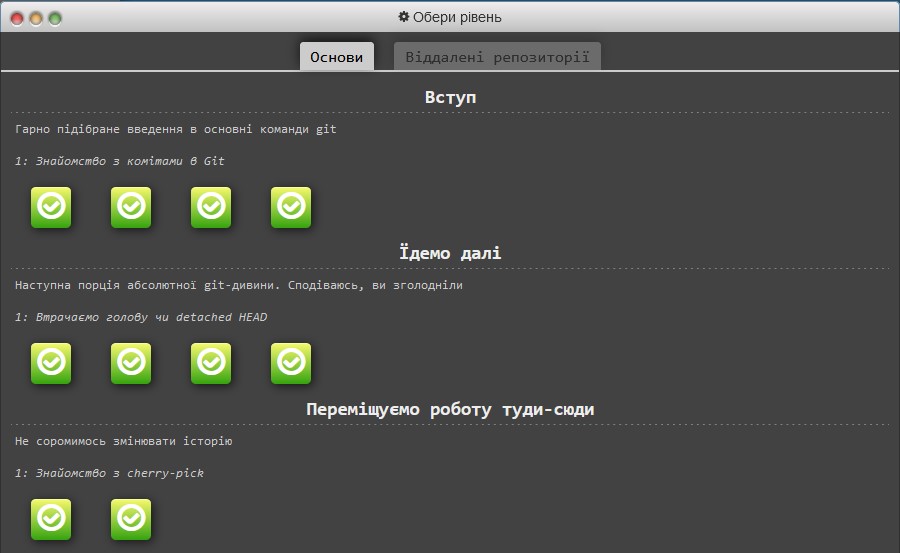 Обери рівень
Основи Віддалені репозиторії
Вступ
Гарно підібране введення в основні команди git
1: Знайомство з комітами в Git
Їдемо далі
Наступна порція абсолютної git-дивини. Сподіваюсь, ви зголодніли
1: Втрачаємо голову чи detached HEAD
Переміщуємо роботу туди-сюди
Не соромимось змінювати історію
1: Знайомство з cherry-pick